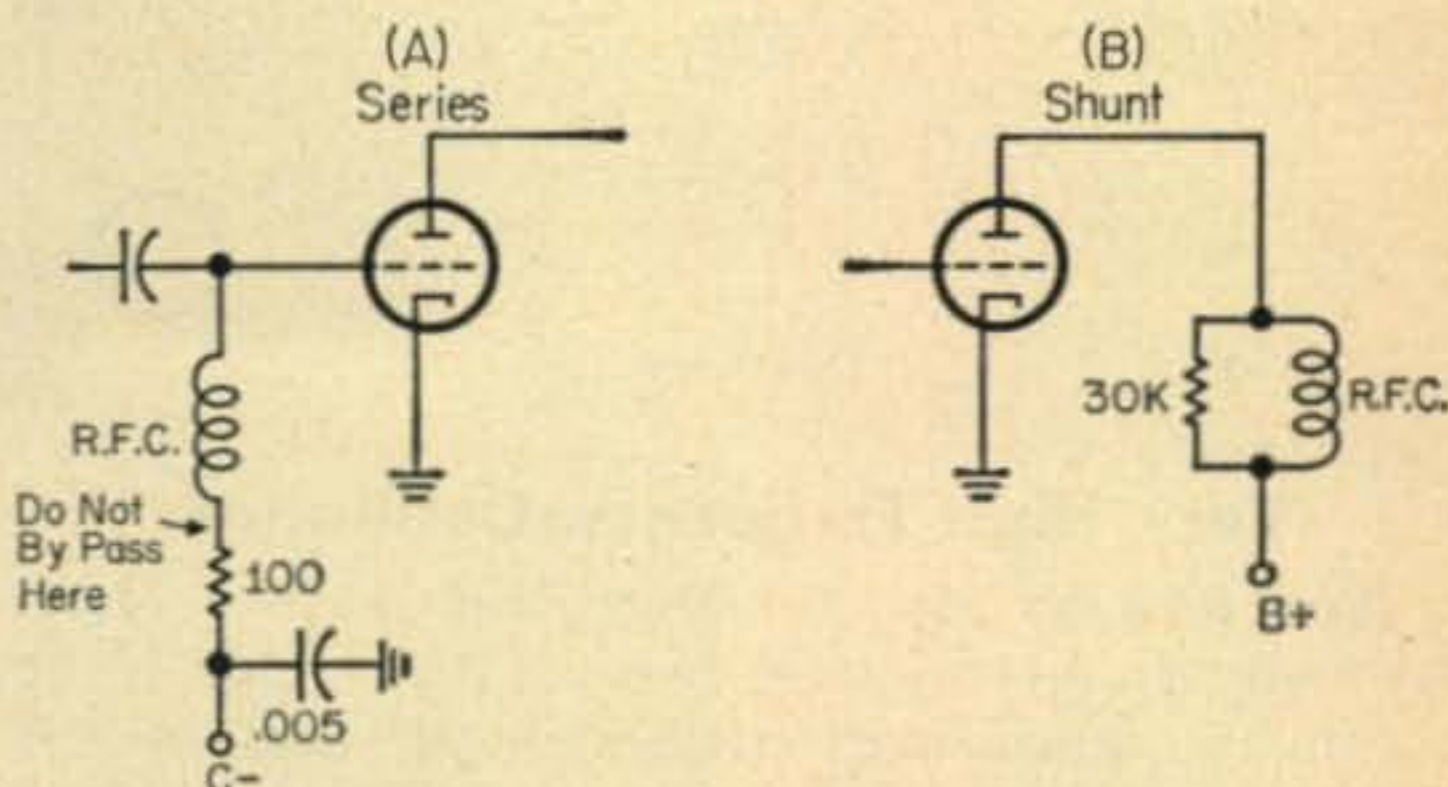 (A)
Series
R.F.C.
Do Not
By Pass
Here
100
.005
C-
(B)
Shunt
30K
R.F.C.
B+